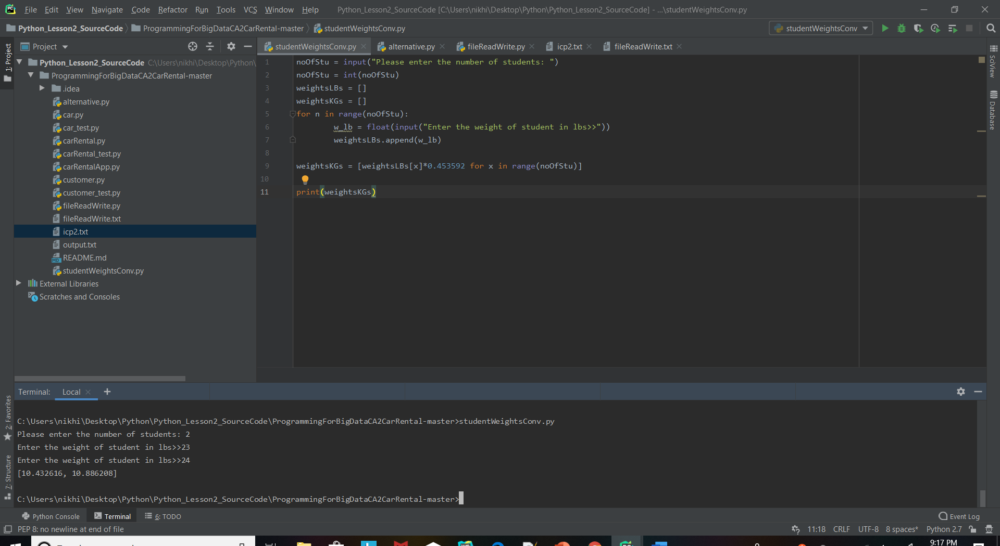 File Edit View Navigate Code Refactor Run Tools VCS Window Help Python_Lesson2_SourceCode [C:\Users\nikhi\Desktop\Python\Python_Lesson2_SourceCode] - ...\studentWeightsConv.py
Python_Lesson2_SourceCode ProgrammingForBigDataCA2CarRental-master studentWeightsConv.py studentWeightsConv
1: Project
Project
Python_Lesson2_SourceCode C:\Users\nikhi\Desktop\Python\
ProgrammingForBigDataCA2CarRental-master
.idea
alternative.py
car.py
car_test.py
carRental.py
carRental_test.py
carRentalApp.py
customer.py
customer_test.py
fileReadWrite.py
fileReadWrite.txt
icp2.txt
output.txt
README.md
studentWeightsConv.py
External Libraries
Scratches and Consoles
studentWeightsConv.py alternative.py fileReadWrite.py icp2.txt fileReadWrite.txt
1 noOfStu = input("Please enter the number of students: ")
2 noOfStu = int(noOfStu)
3 weightsLBs = []
4 weightsKGs = []
5 for n in range(noOfStu):
6 w_lb = float(input("Enter the weight of student in lbs>>"))
7 weightsLBs.append(w_lb)
8
9 weightsKGs = [weightsLBs[x]*0.453592 for x in range(noOfStu)]
10
11 print(weightsKGs)
SciView
Database
Terminal: Local +
C:\Users\nikhi\Desktop\Python\Python_Lesson2_SourceCode\ProgrammingForBigDataCA2CarRental-master>studentWeightsConv.py
Please enter the number of students: 2
Enter the weight of student in lbs>>23
Enter the weight of student in lbs>>24
[10.432616, 10.886208]
C:\Users\nikhi\Desktop\Python\Python_Lesson2_SourceCode\ProgrammingForBigDataCA2CarRental-master>
2: Favorites
7: Structure
Python Console Terminal 6: TODO Event Log
PEP 8: no newline at end of file 11:18 CRLF UTF-8 8 spaces* Python 2.7
9:17 PM